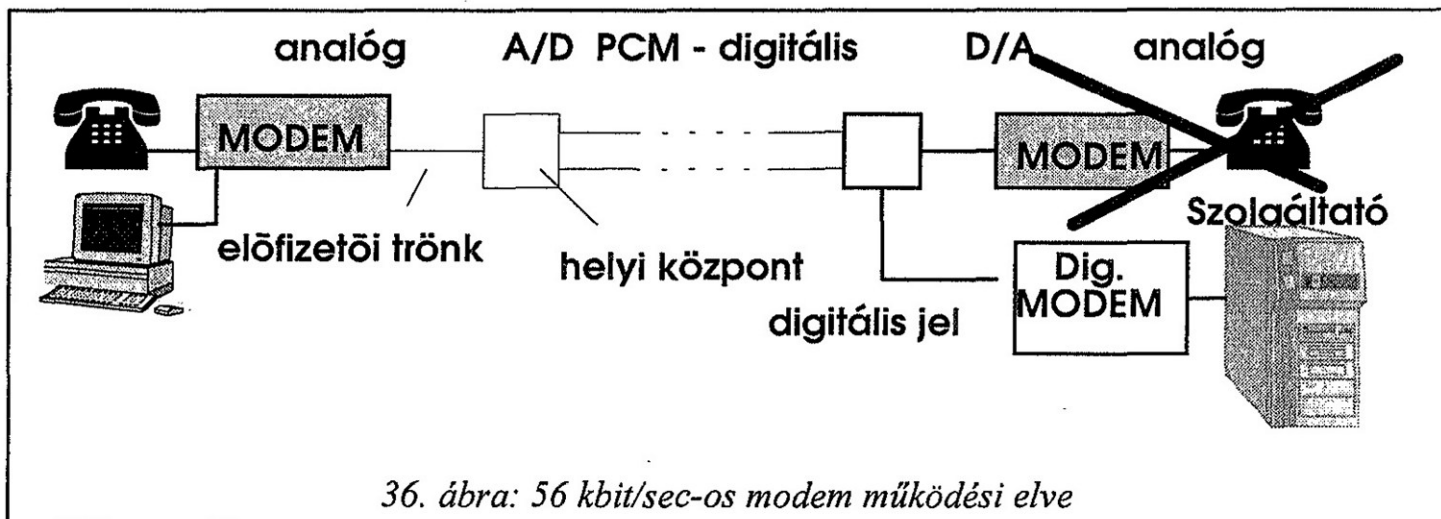 analóg A/D PCM - digitális D/A analóg
MODEM MODEM
Szolgáltató
előfizetői trönk helyi központ Dig.
MODEM
digitális jel
36. ábra: 56 kbit/sec-os modem működési elve